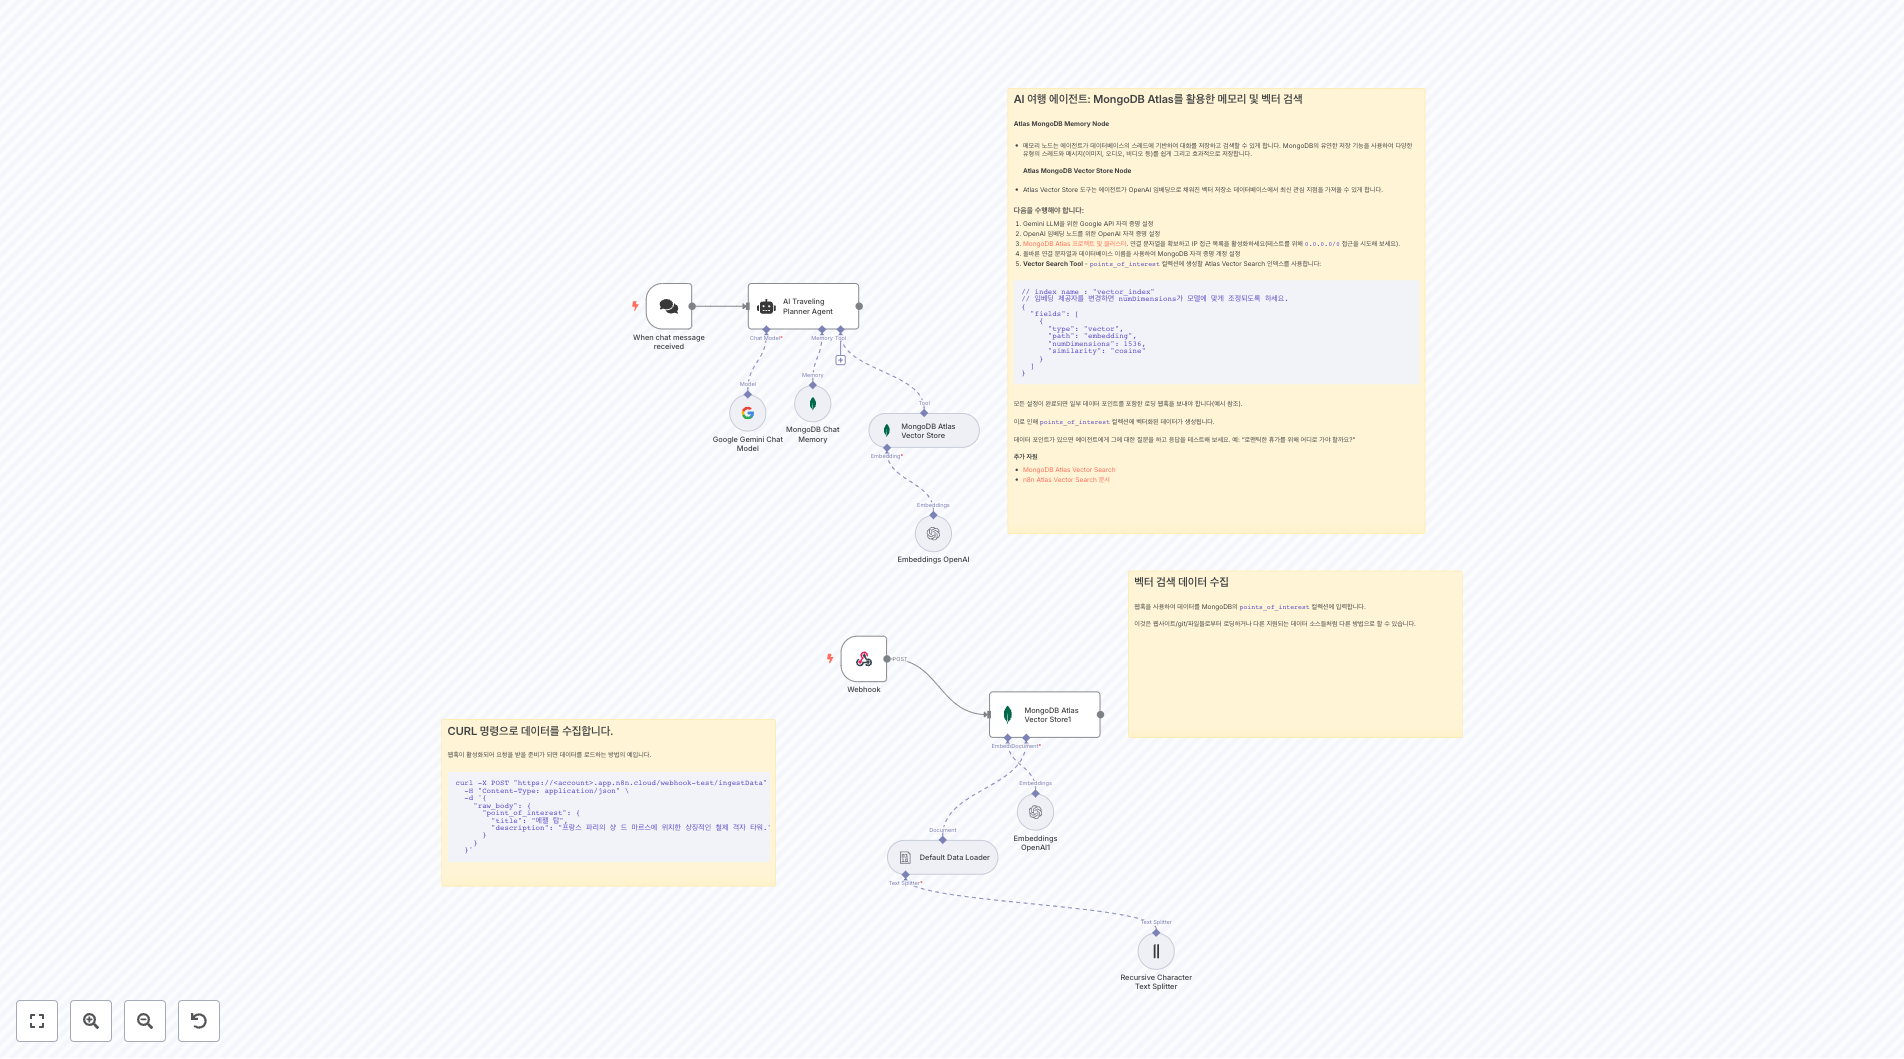 AI 여행 에이전트: MongoDB Atlas를 활용한 메모리 및 벡터 검색
Atlas MongoDB Memory Node
메모리 노드는 에이전트가 데이터베이스의 스레드에 기반하여 대화를 저장하고 검색할 수 있게 합니다. MongoDB의 유연한 저장 기능을 사용하여 다양한
유형의 스레드와 메시지(이미지, 오디오, 비디오 등)를 쉽게 그리고 효과적으로 저장합니다.
Atlas MongoDB Vector Store Node
Atlas Vector Store 도구는 에이전트가 OpenAI 임베딩으로 채워진 벡터 저장소 데이터베이스에서 최신 관심 지점을 가져올 수 있게 합니다.
다음을 수행해야 합니다:
1. Gemini LLM을 위한 Google API 자격 증명 설정
2. OpenAI 임베딩 노드를 위한 OpenAI 자격 증명 설정
3. MongoDB Atlas 프로젝트 및 클러스터. 연결 문자열을 확보하고 IP 접근 목록을 활성화하세요(테스트를 위해 0.0.0.0/0 접근을 시도해 보세요).
4. 올바른 연결 문자열과 데이터베이스 이름을 사용하여 MongoDB 자격 증명 계정 설정
5. Vector Search Tool - points_of_interest 컬렉션에 생성할 Atlas Vector Search 인덱스를 사용합니다:
// index name : "vector_index"
// 임베딩 제공자를 변경하면 numDimensions가 모델에 맞게 조정되도록 하세요.
{
"fields": [
{
"type": "vector",
"path": "embedding",
"numDimensions": 1536,
"similarity": "cosine"
}
]
}
모든 설정이 완료되면 일부 데이터 포인트를 포함한 로딩 웹훅을 보내야 합니다(예시 참조).
이로 인해 points_of_interest 컬렉션에 벡터화된 데이터가 생성됩니다.
데이터 포인트가 있으면 에이전트에게 그에 대한 질문을 하고 응답을 테스트해 보세요. 예: "로맨틱한 휴가를 위해 어디로 가야 할까요?"
추가 자원
MongoDB Atlas Vector Search
n8n Atlas Vector Search 문서
When chat message
received
AI Traveling
Planner Agent
Chat Model*
Memory
Tool
Model
Memory
Tool
Google Gemini Chat
Model
MongoDB Chat
Memory
MongoDB Atlas
Vector Store
Embedding*
Embeddings
Embeddings OpenAI
벡터 검색 데이터 수집
웹훅을 사용하여 데이터를 MongoDB의 points_of_interest 컬렉션에 입력합니다.
이것은 웹사이트/git/파일들로부터 로딩하거나 다른 지원되는 데이터 소스들처럼 다른 방법으로 할 수 있습니다.
Webhook
POST
MongoDB Atlas
Vector Store1
Embed
Document*
Embeddings
Embeddings
OpenAI1
Document
Default Data Loader
Text Splitter*
Text Splitter
Recursive Character
Text Splitter
CURL 명령으로 데이터를 수집합니다.
웹훅이 활성화되어 요청을 받을 준비가 되면 데이터를 로드하는 방법의 예입니다.
curl -X POST "https://<account>.app.n8n.cloud/webhook-test/ingestData"
-H "Content-Type: application/json" \
-d '{
"raw_body": {
"point_of_interest": {
"title": "에펠 탑",
"description": "프랑스 파리의 샹 드 마르스에 위치한 상징적인 철제 격자 타워."
}
}
}'